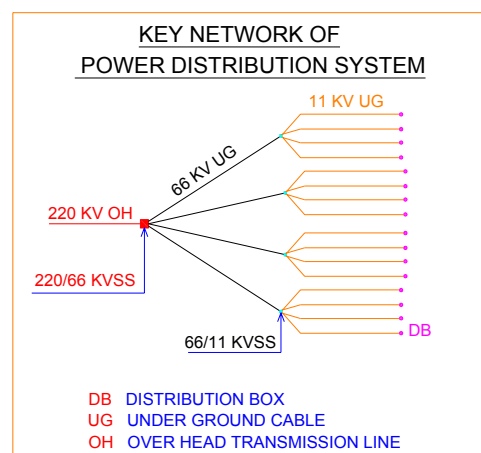 KEY NETWORK OF
POWER DISTRIBUTION SYSTEM
11 KV UG
66 KV UG
220 KV OH
220/66 KVSS
66/11 KVSS
DB
DB DISTRIBUTION BOX
UG UNDER GROUND CABLE
OH OVER HEAD TRANSMISSION LINE